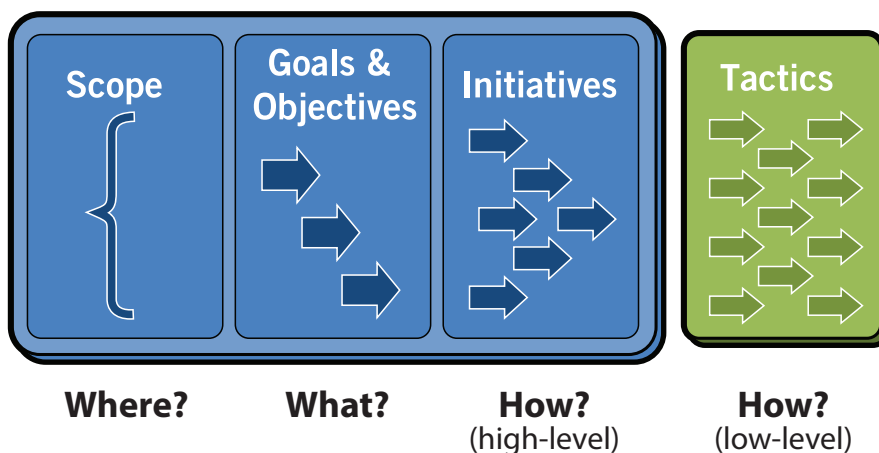 Scope
Goals &
Objectives
Initiatives
Tactics
Where?
What?
How?
(high-level)
How?
(low-level)